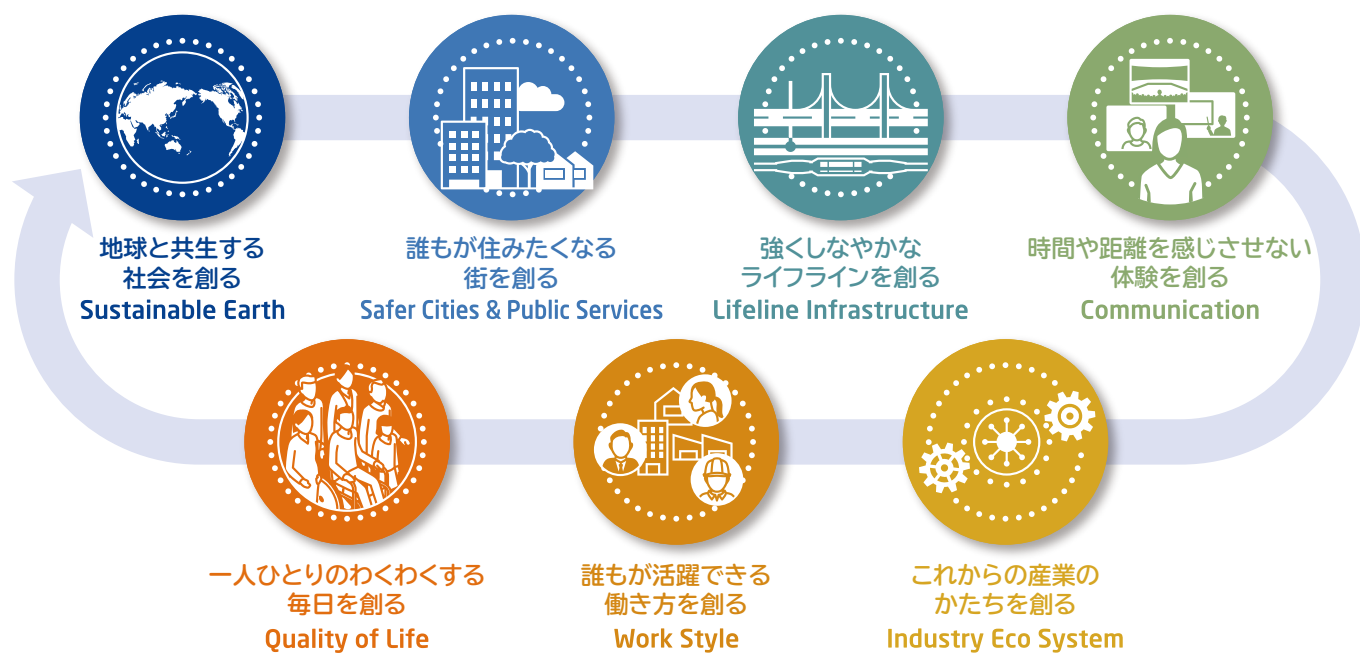 地球と共生する
社会を創る
Sustainable Earth
誰もが住みたくなる
街を創る
Safer Cities & Public Services
強くしなやかな
ライフラインを創る
Lifeline Infrastructure
時間や距離を感じさせない
体験を創る
Communication
一人ひとりのわくわくする
毎日を創る
Quality of Life
誰もが活躍できる
働き方を創る
Work Style
これからの産業の
かたちを創る
Industry Eco System